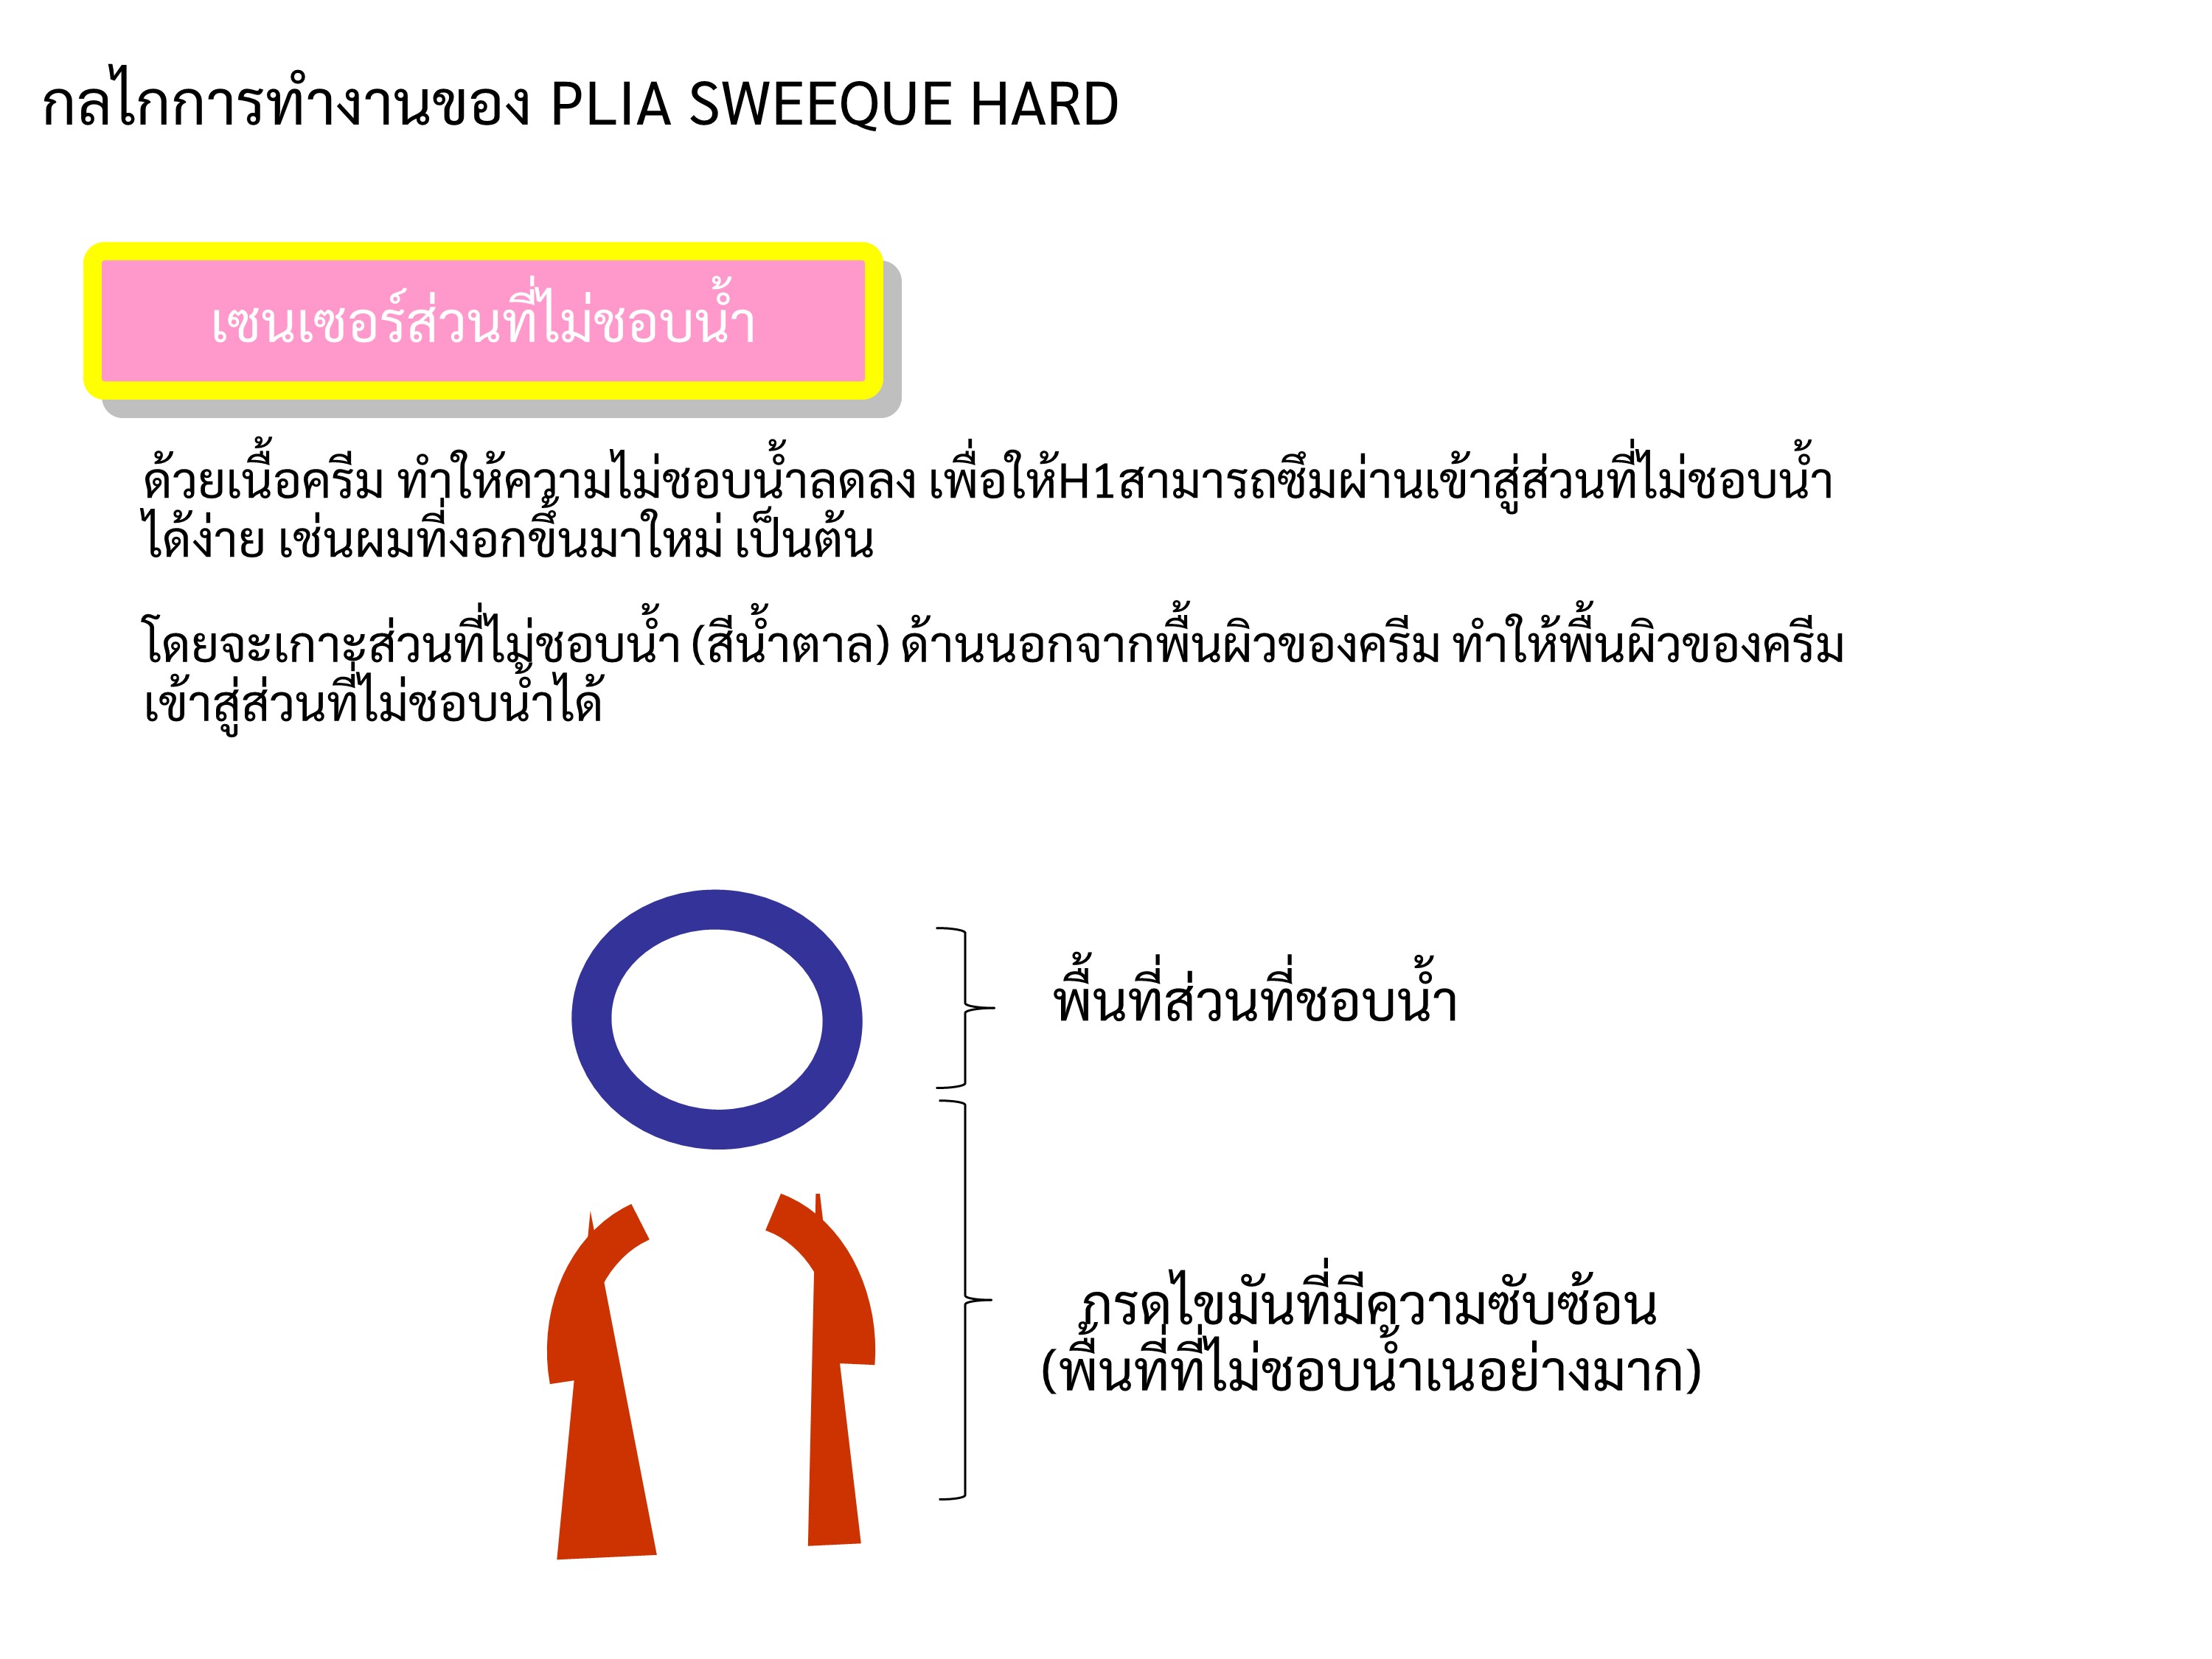 กลไกการทำงานของ PLIA SWEEQUE HARD
เซนเซอร์ส่วนที่ไม่ชอบน้ำ
ด้วยเนื้อครีม ทำให้ความไม่ชอบน้ำลดลง เพื่อให้H1สามารถซึมผ่านเข้าสู่ส่วนที่ไม่ชอบน้ำ
ได้ง่าย เช่นผมที่งอกขึ้นมาใหม่ เป็นต้น
โดยจะเกาะส่วนที่ไม่ชอบน้ำ (สีน้ำตาล) ด้านนอกจากพื้นผิวของครีม ทำให้พื้นผิวของครีม
เข้าสู่ส่วนที่ไม่ชอบน้ำได้
พื้นที่ส่วนที่ชอบน้ำ
กรดไขมันที่มีความซับซ้อน
(พื้นที่ที่ไม่ชอบน้ำเนอย่างมาก)